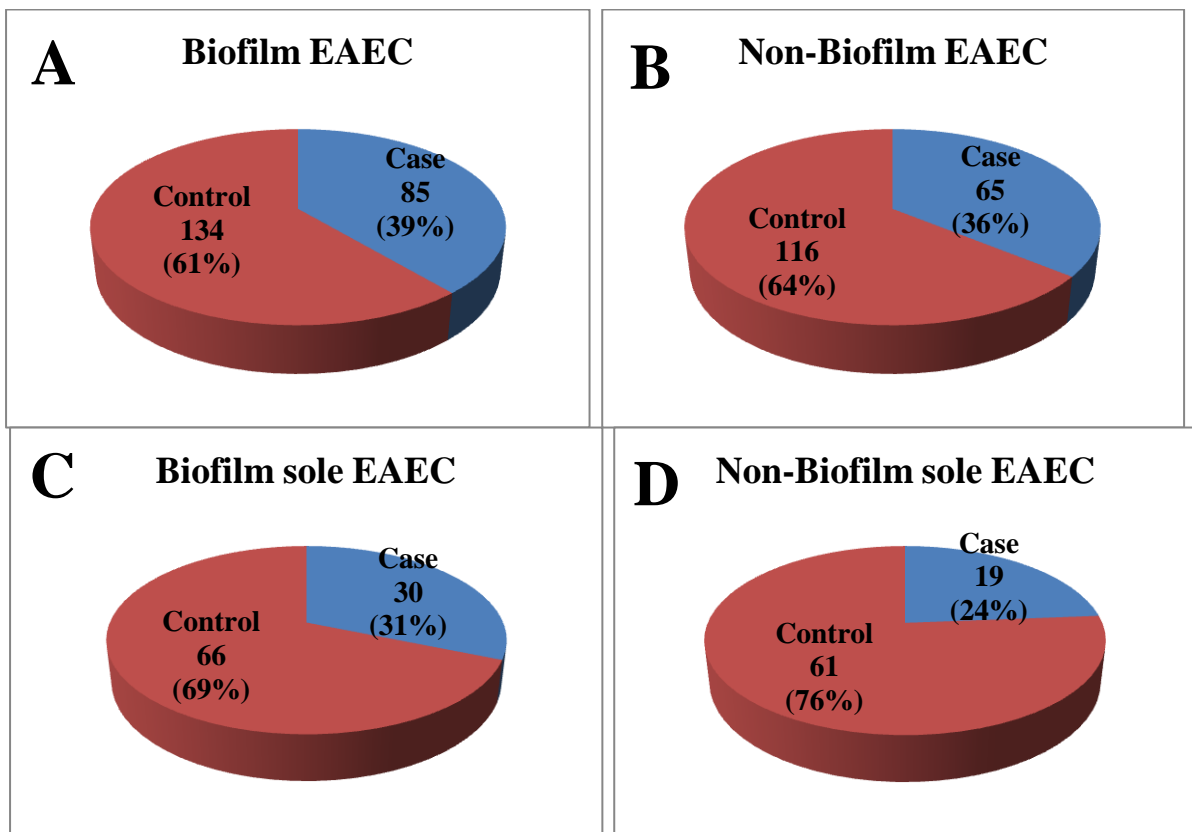 A
Biofilm EAEC
Case
85
(39%)
Control
134
(61%)
B
Non-Biofilm EAEC
Case
65
(36%)
Control
116
(64%)
C
Biofilm sole EAEC
Case
30
(31%)
Control
66
(69%)
D
Non-Biofilm sole EAEC
Case
19
(24%)
Control
61
(76%)